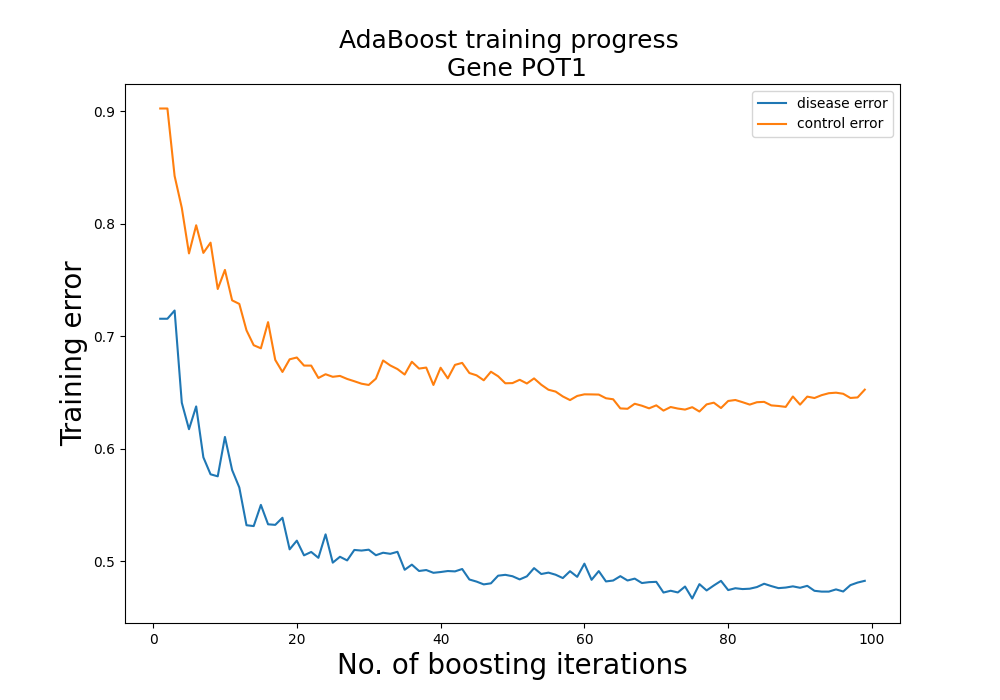 AdaBoost training progress
Gene POT1
disease error
control error
Training error
0.9
0.8
0.7
0.6
0.5
0
20
40
60
80
100
No. of boosting iterations